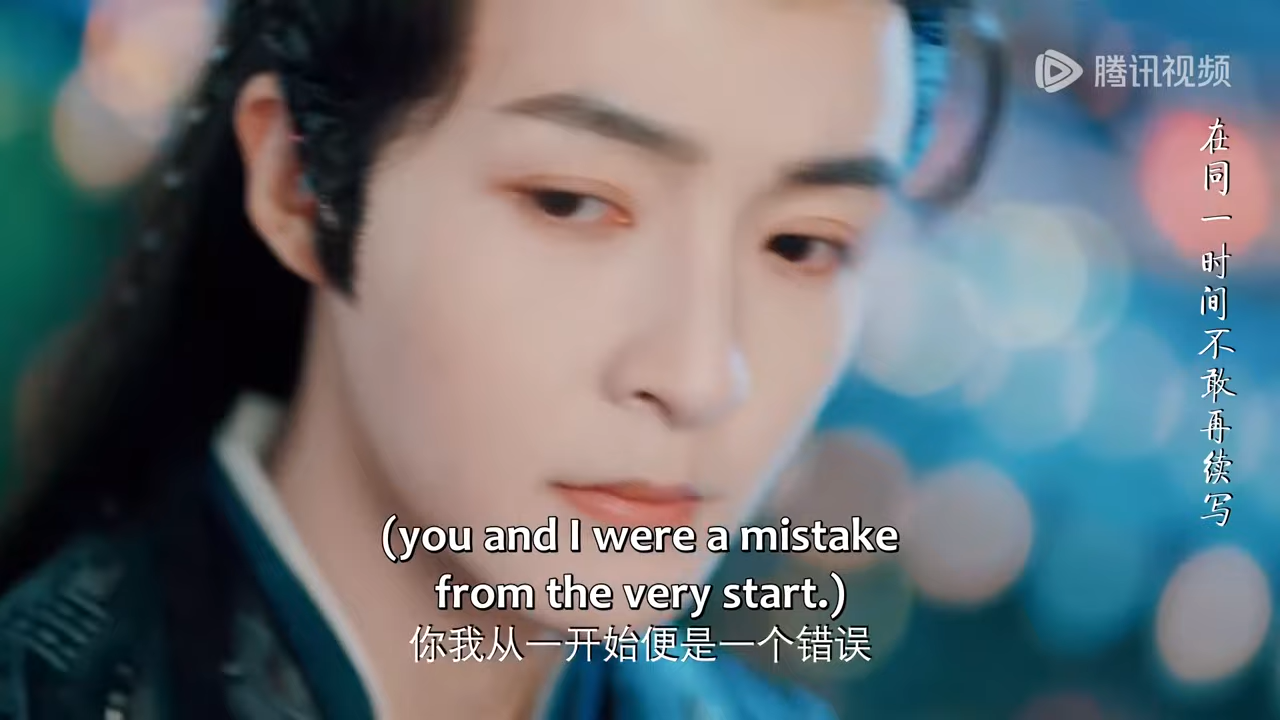 腾讯视频
在同一时间不敢再续写
(you and I were a mistake
from the very start.)
你我从一开始便是一个错误